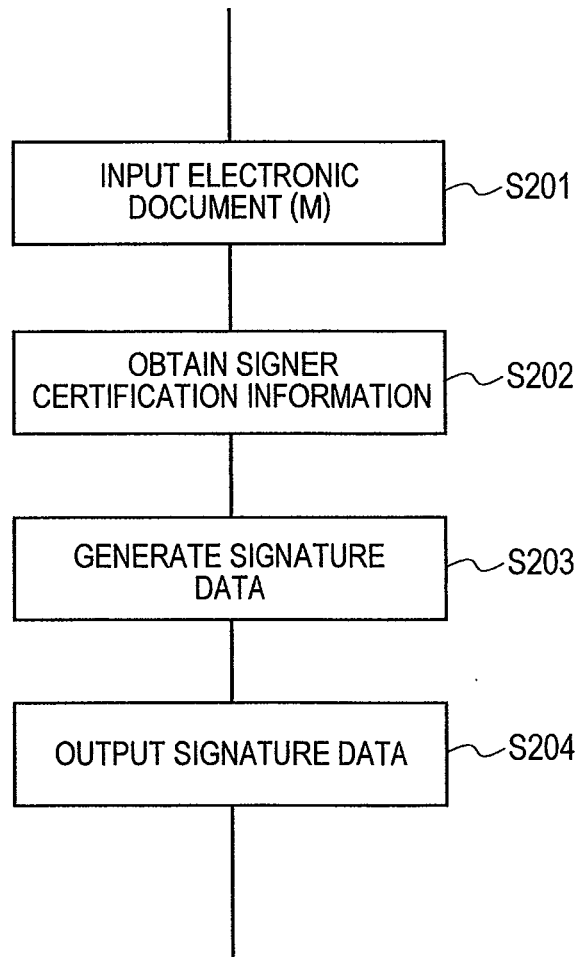 INPUT ELECTRONIC
DOCUMENT (M)
S201
OBTAIN SIGNER
CERTIFICATION INFORMATION
S202
GENERATE SIGNATURE
DATA
S203
OUTPUT SIGNATURE DATA
S204